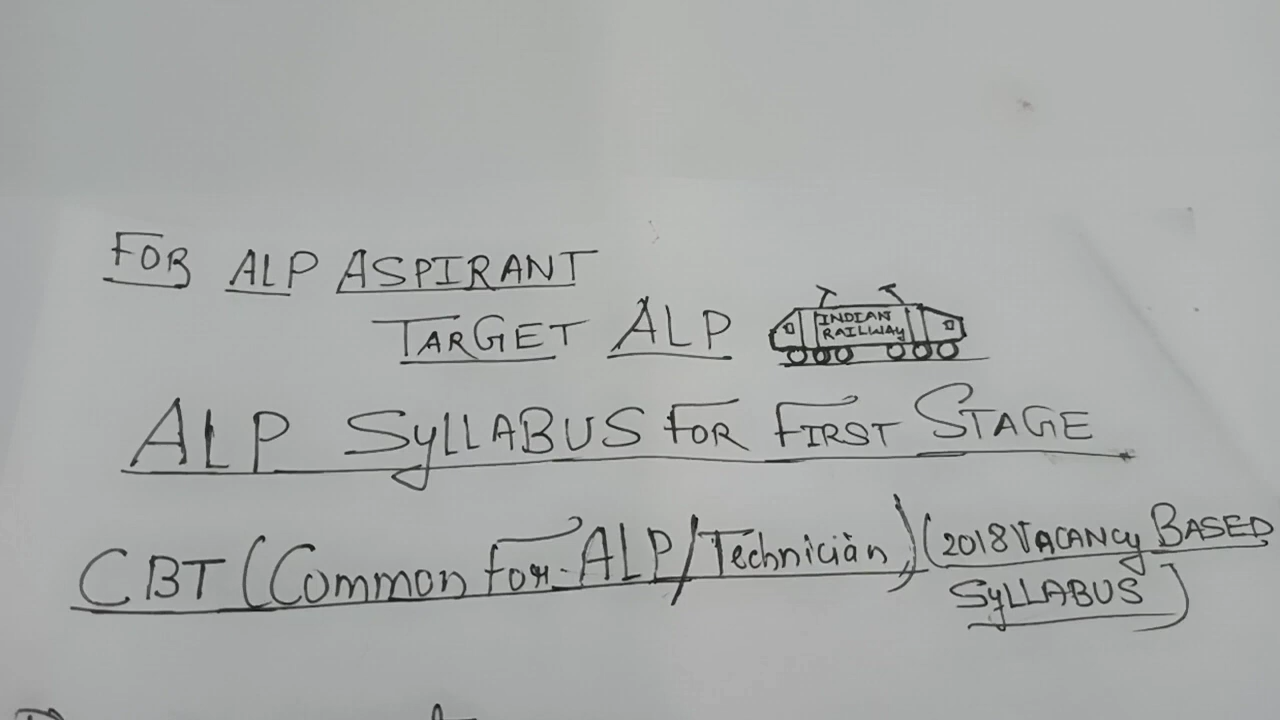 FOR ALP ASPIRANT
TARGET ALP
INDIAN
RAILWAY
ALP SYLLABUS FOR FIRST STAGE
CBT (Common for ALP/Technician) (2018 VACANCY BASED
SYLLABUS)